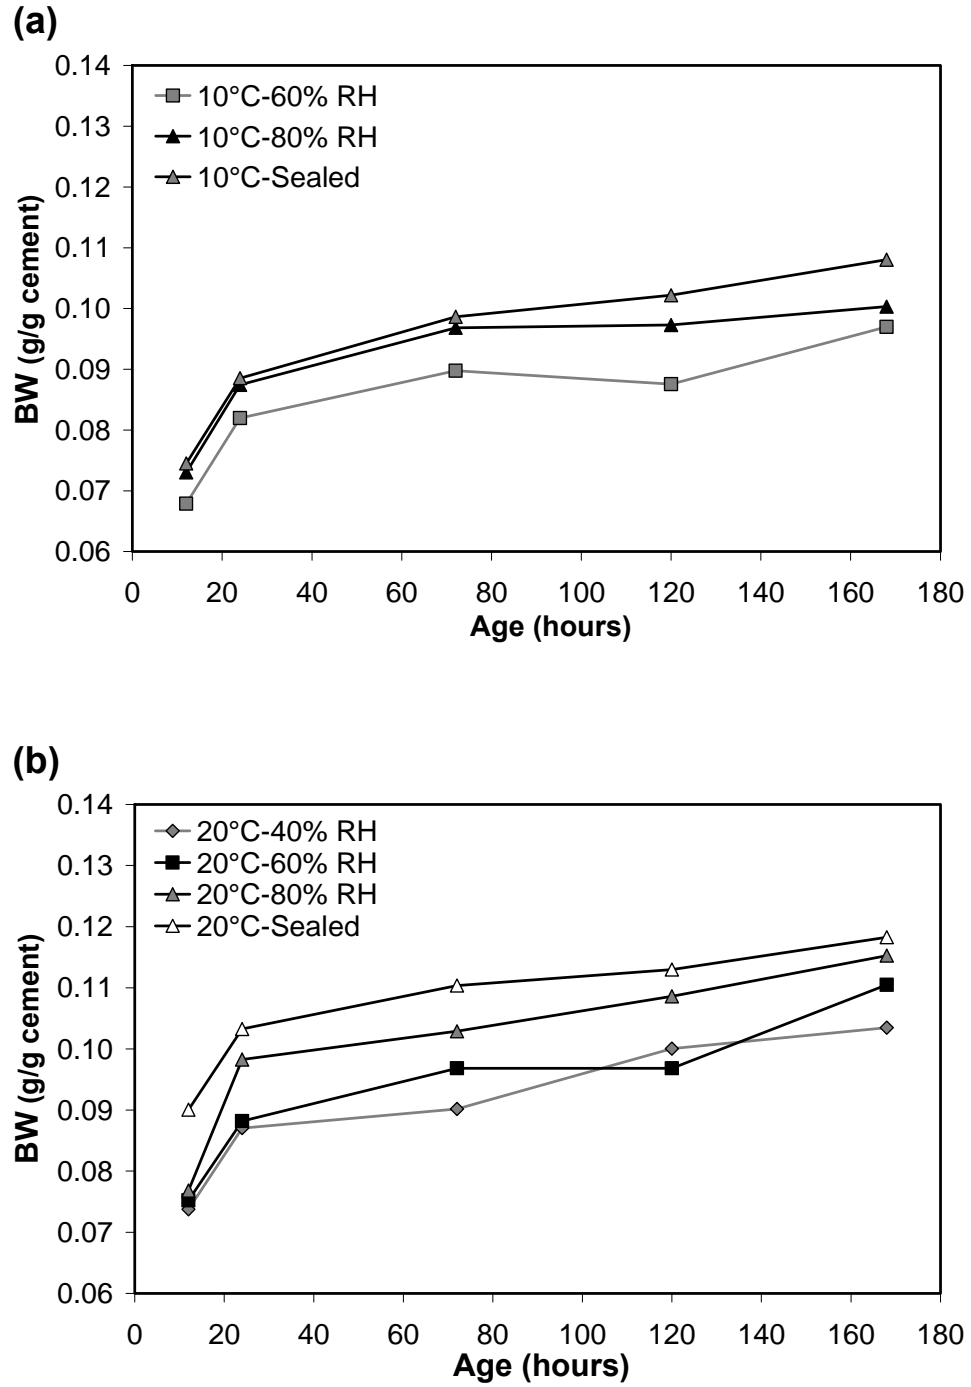 (a)
0.14
0.13
0.12
0.11
0.10
0.09
0.08
0.07
0.06
BW (g/g cement)
10°C-60% RH
10°C-80% RH
10°C-Sealed
0 20 40 60 80 100 120 140 160 180
Age (hours)
(b)
0.14
0.13
0.12
0.11
0.10
0.09
0.08
0.07
0.06
BW (g/g cement)
20°C-40% RH
20°C-60% RH
20°C-80% RH
20°C-Sealed
0 20 40 60 80 100 120 140 160 180
Age (hours)